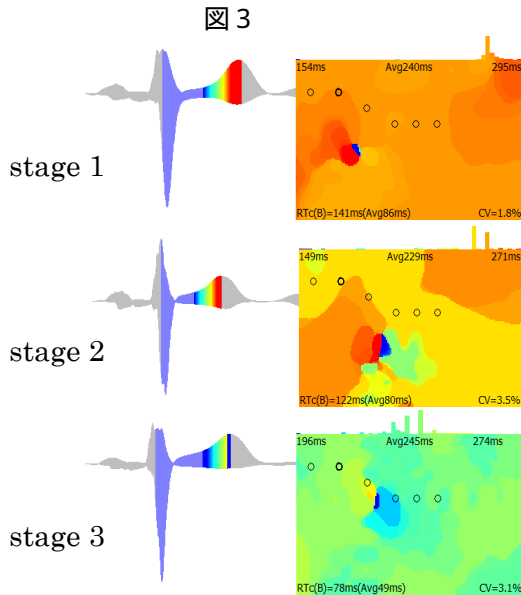 図3
154ms Avg240ms 295ms
stage 1
RTc(B)=141ms(Avg86ms) CV=1.8%
149ms Avg229ms 271ms
stage 2
RTc(B)=122ms(Avg80ms) CV=3.5%
196ms Avg245ms 274ms
stage 3
RTc(B)=78ms(Avg49ms) CV=3.1%